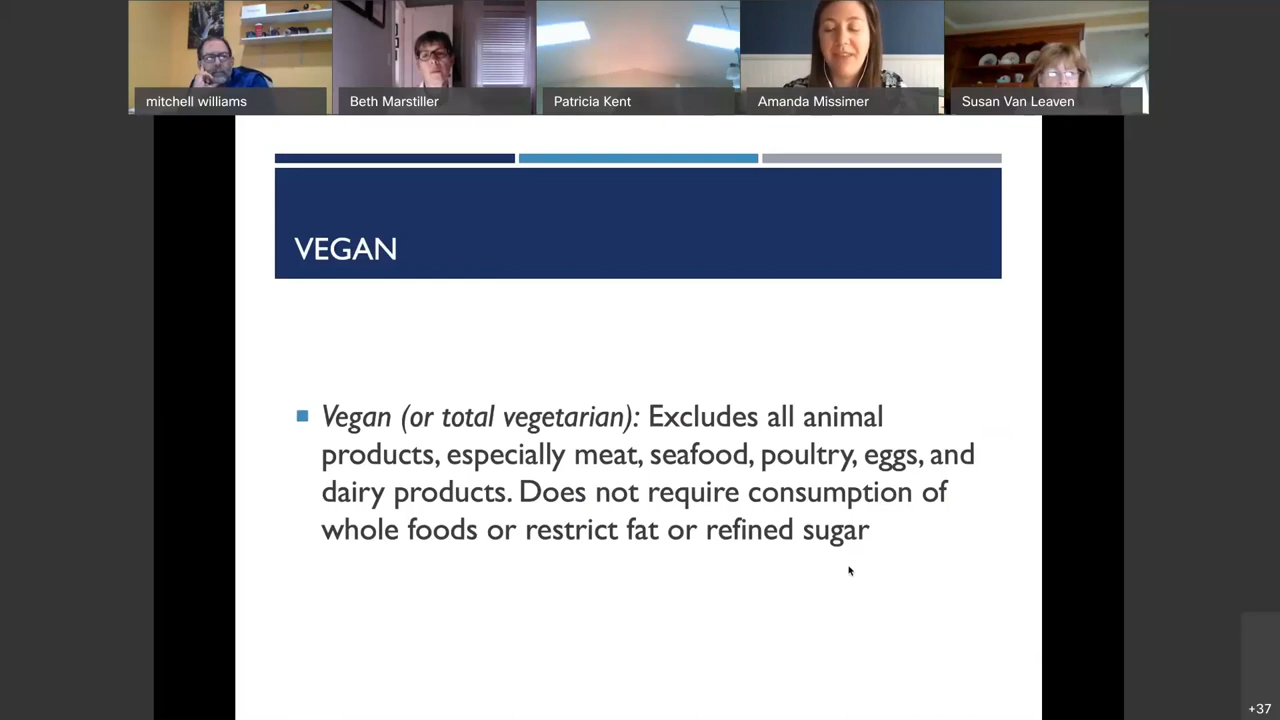 mitchell williams
Beth Marstiller
Patricia Kent
Amanda Missimer
Susan Van Leaven
VEGAN
Vegan (or total vegetarian): Excludes all animal
products, especially meat, seafood, poultry, eggs, and
dairy products. Does not require consumption of
whole foods or restrict fat or refined sugar
+37